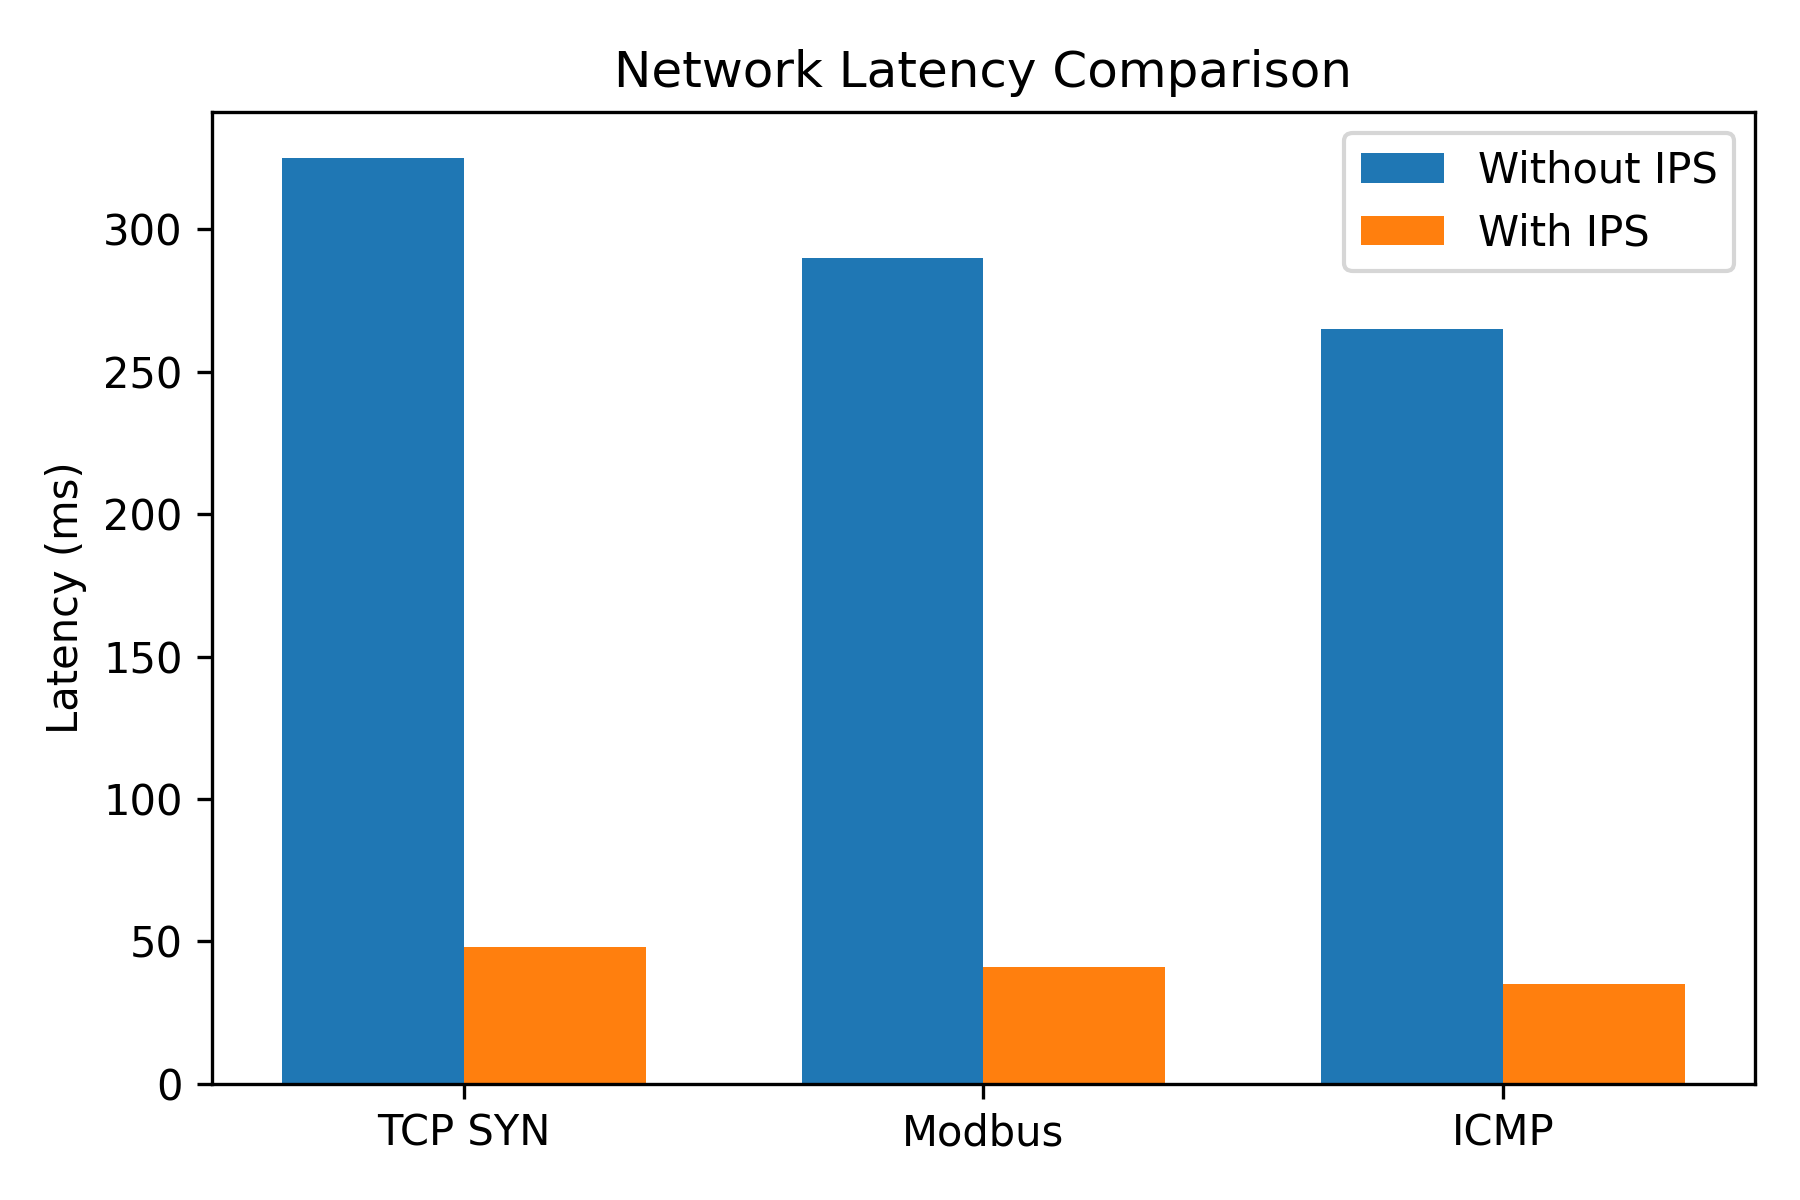 Network Latency Comparison
Without IPS
With IPS
Latency (ms)
300
250
200
150
100
50
0
TCP SYN
Modbus
ICMP